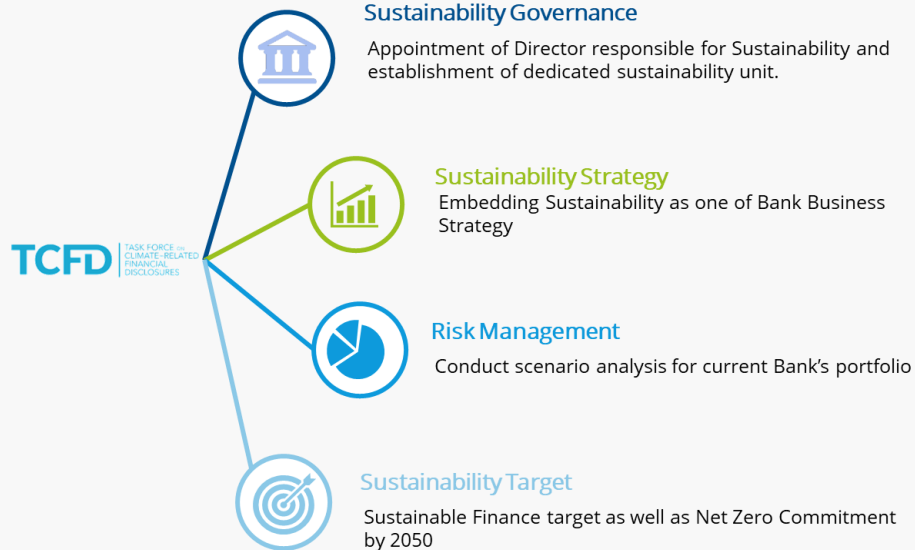 Sustainability Governance
Appointment of Director responsible for Sustainability and
establishment of dedicated sustainability unit.
Sustainability Strategy
Embedding Sustainability as one of Bank Business
Strategy
TCFD
TASK FORCE ON
CLIMATE-RELATED
FINANCIAL
DISCLOSURES
Risk Management
Conduct scenario analysis for current Bank's portfolio
Sustainability Target
Sustainable Finance target as well as Net Zero Commitment
by 2050